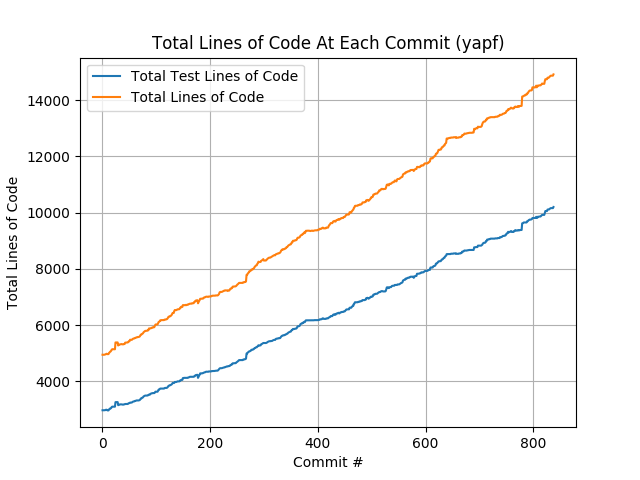 Total Lines of Code At Each Commit (yapf)
Total Test Lines of Code
Total Lines of Code
Total Lines of Code
14000
12000
10000
8000
6000
4000
0 200 400 600 800
Commit #